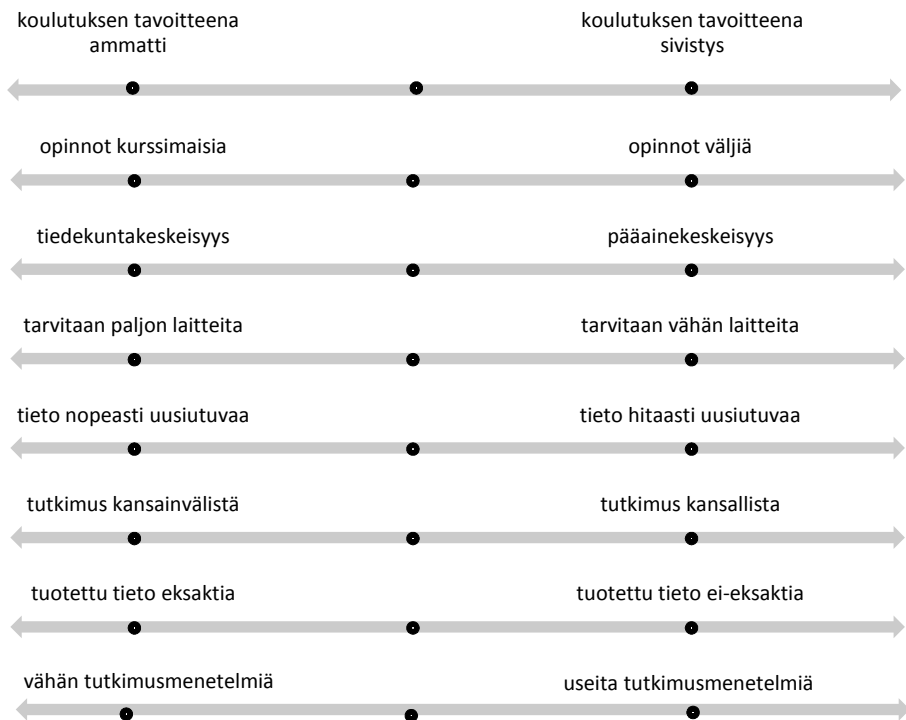 koulutuksen tavoitteena
ammatti
koulutuksen tavoitteena
sivistys
opinnot kurssimaisia
opinnot väljiä
tiedekuntakeskeisyys
pääainekeskeisyys
tarvitaan paljon laitteita
tarvitaan vähän laitteita
tieto nopeasti uusiutuvaa
tieto hitaasti uusiutuvaa
tutkimus kansainvälistä
tutkimus kansallista
tuotettu tieto eksaktia
tuotettu tieto ei-eksaktia
vähän tutkimusmenetelmiä
useita tutkimusmenetelmiä